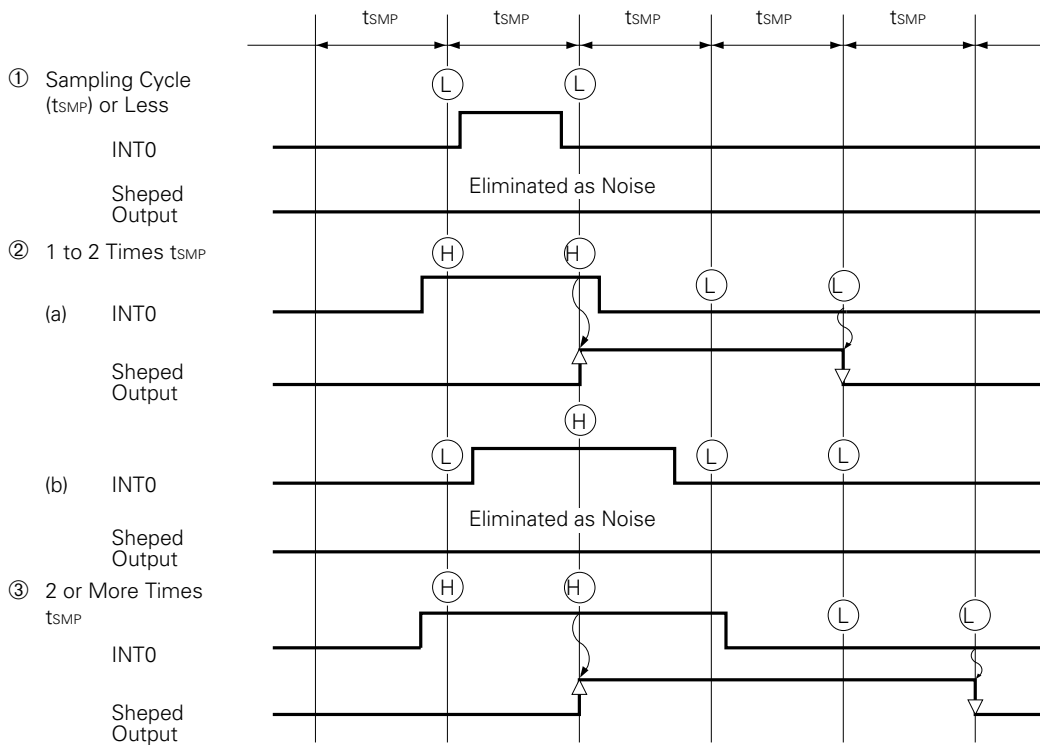 tSMP tSMP tSMP tSMP tSMP
① Sampling Cycle
(tSMP) or Less
L L
INT0
Eliminated as Noise
Sheped
Output
② 1 to 2 Times tSMP
H H
L L
(a) INT0
Sheped
Output
H
L L L
(b) INT0
Eliminated as Noise
Sheped
Output
③ 2 or More Times
tSMP
H H
L L
INT0
Sheped
Output